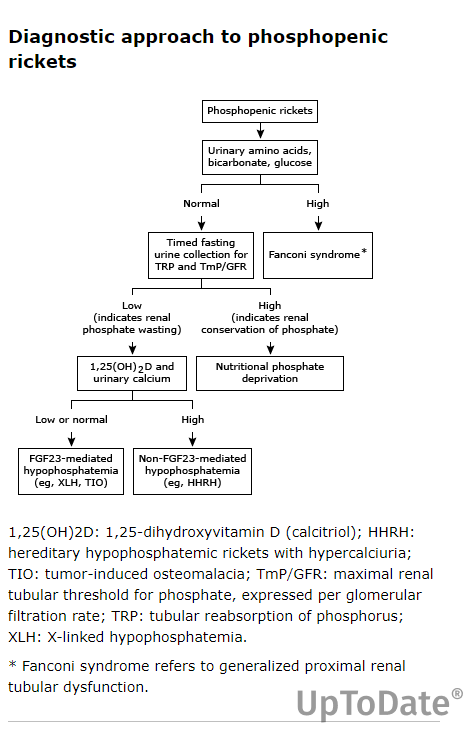 Diagnostic approach to phosphopenic
rickets
Phosphopenic rickets
Urinary amino acids,
bicarbonate, glucose
Normal
High
Timed fasting
urine collection for
TRP and TmP/GFR
Fanconi syndrome*
Low
(indicates renal
phosphate wasting)
High
(indicates renal
conservation of phosphate)
1,25(OH)2D and
urinary calcium
Nutritional phosphate
deprivation
Low or normal
High
FGF23-mediated
hypophosphatemia
(eg, XLH, TIO)
Non-FGF23-mediated
hypophosphatemia
(eg, HHRH)
1,25(OH)2D: 1,25-dihydroxyvitamin D (calcitriol); HHRH:
hereditary hypophosphatemic rickets with hypercalciuria;
TIO: tumor-induced osteomalacia; TmP/GFR: maximal renal
tubular threshold for phosphate, expressed per glomerular
filtration rate; TRP: tubular reabsorption of phosphorus;
XLH: X-linked hypophosphatemia.
* Fanconi syndrome refers to generalized proximal renal
tubular dysfunction.
UpToDate®